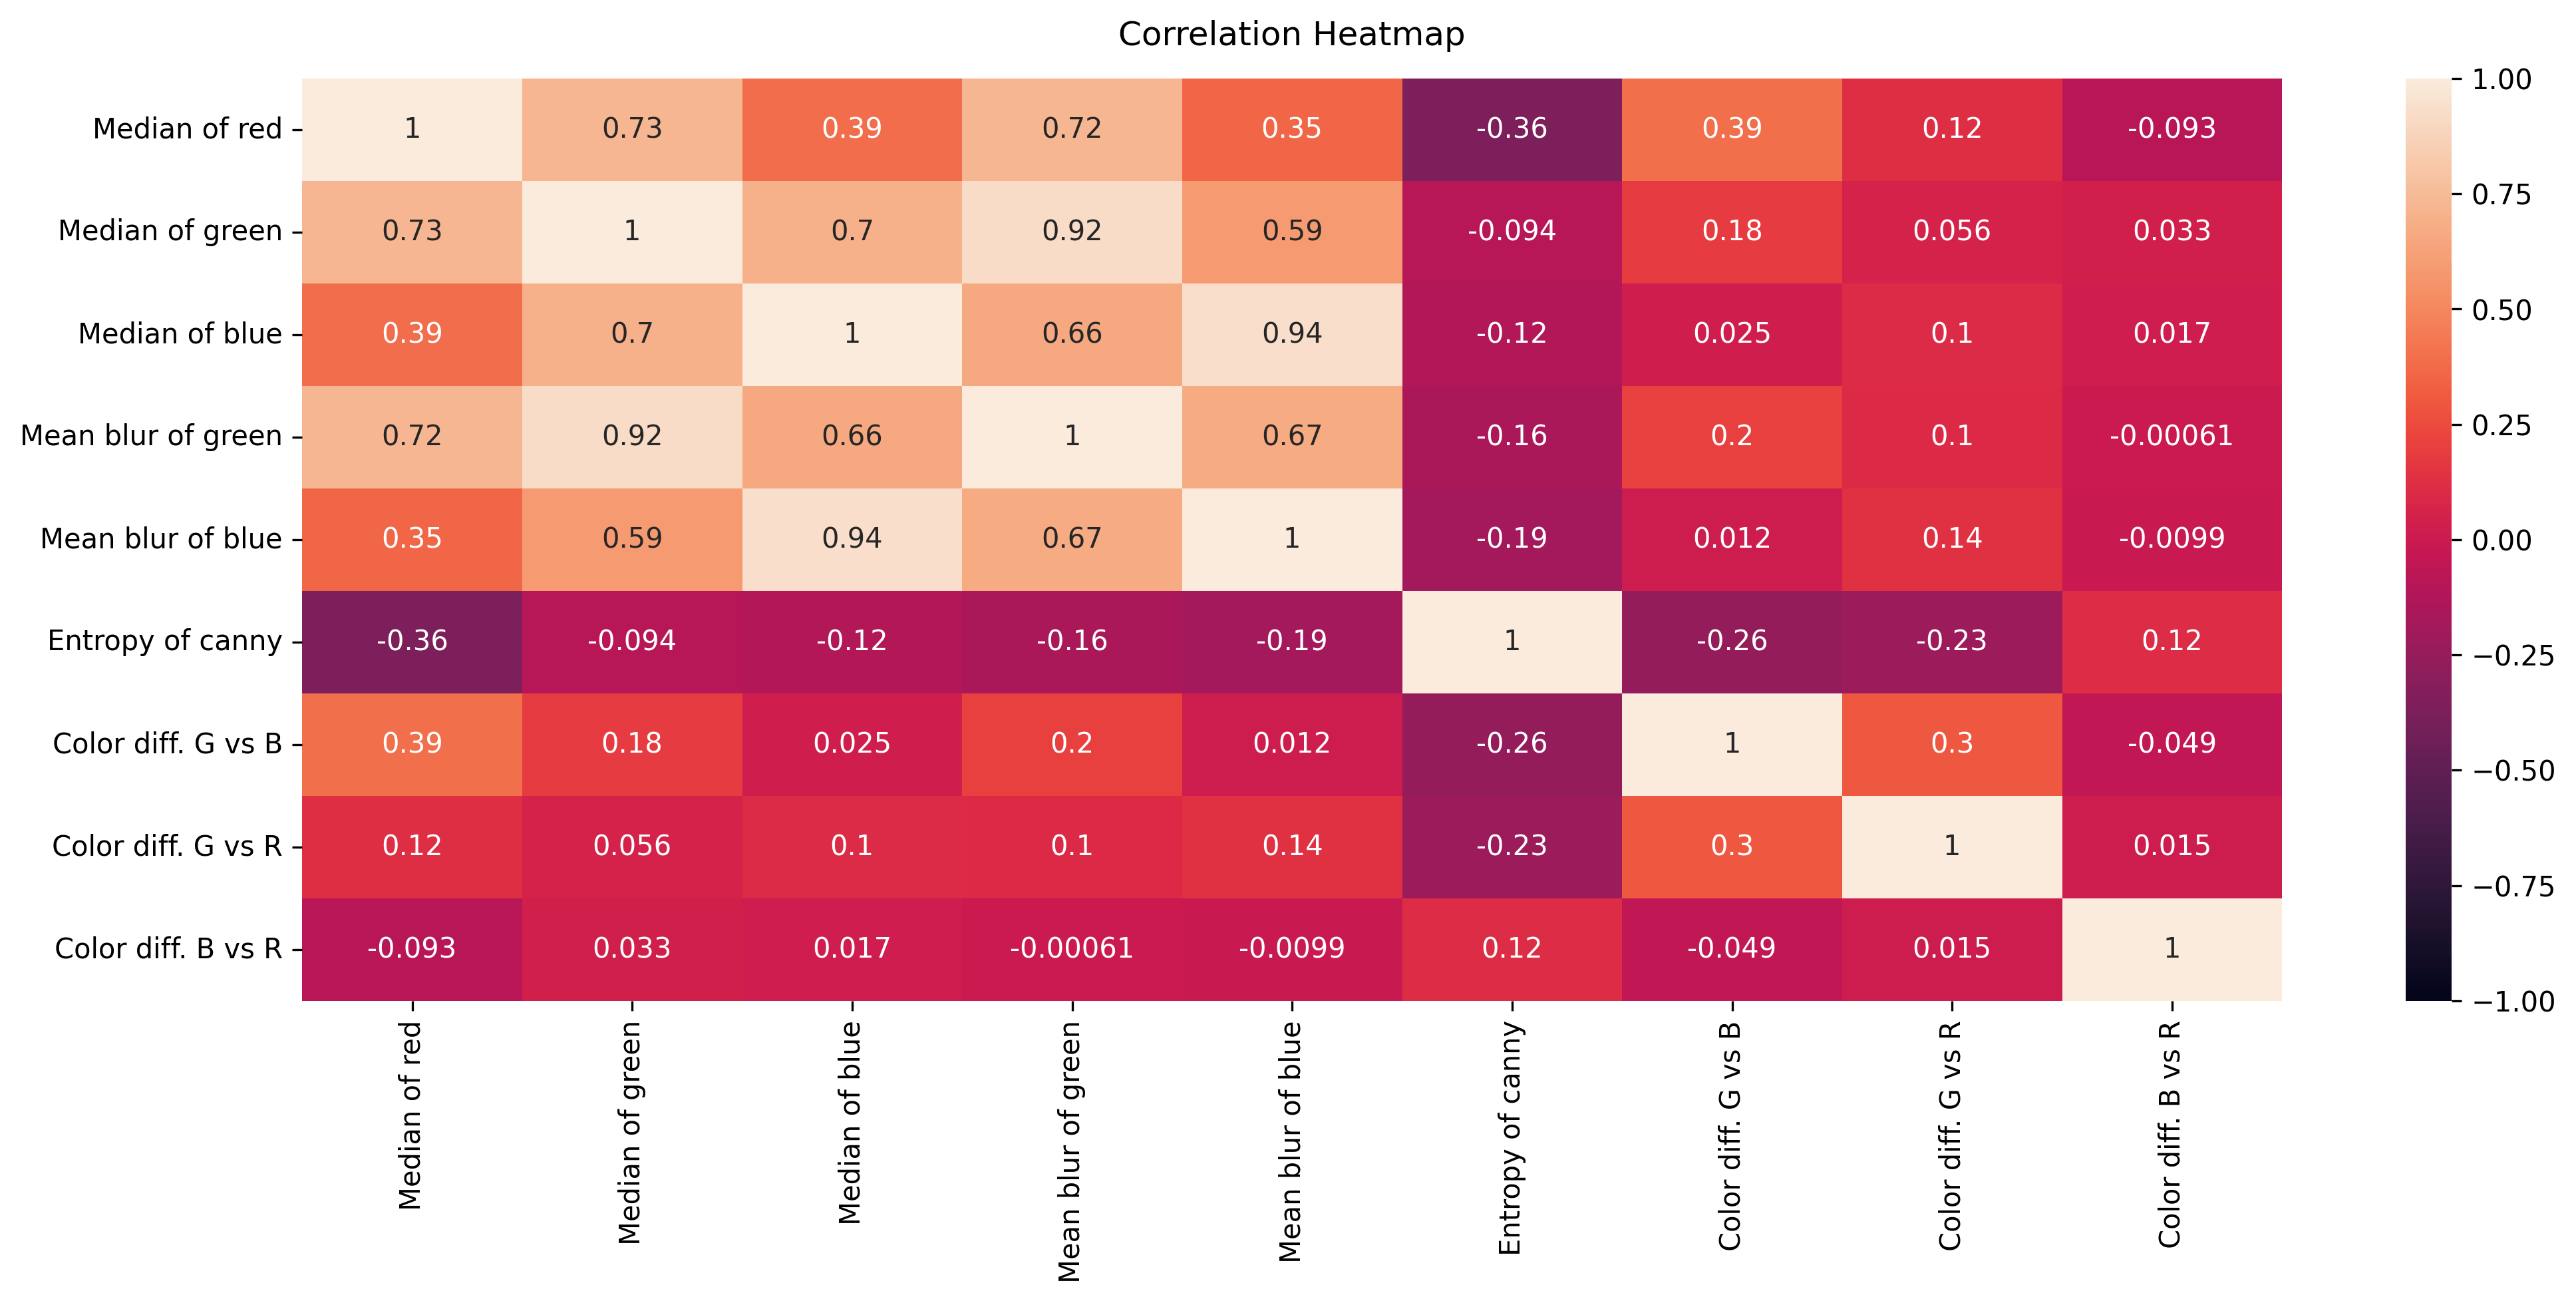 Correlation Heatmap
Median of red 1 0.73 0.39 0.72 0.35 -0.36 0.39 0.12 -0.093
Median of green 0.73 1 0.7 0.92 0.59 -0.094 0.18 0.056 0.033
Median of blue 0.39 0.7 1 0.66 0.94 -0.12 0.025 0.1 0.017
Mean blur of green 0.72 0.92 0.66 1 0.67 -0.16 0.2 0.1 -0.00061
Mean blur of blue 0.35 0.59 0.94 0.67 1 -0.19 0.012 0.14 -0.0099
Entropy of canny -0.36 -0.094 -0.12 -0.16 -0.19 1 -0.26 -0.23 0.12
Color diff. G vs B 0.39 0.18 0.025 0.2 0.012 -0.26 1 0.3 -0.049
Color diff. G vs R 0.12 0.056 0.1 0.1 0.14 -0.23 0.3 1 0.015
Color diff. B vs R -0.093 0.033 0.017 -0.00061 -0.0099 0.12 -0.049 0.015 1
Median of red
Median of green
Median of blue
Mean blur of green
Mean blur of blue
Entropy of canny
Color diff. G vs B
Color diff. G vs R
Color diff. B vs R
1.00
0.75
0.50
0.25
0.00
−0.25
−0.50
−0.75
−1.00